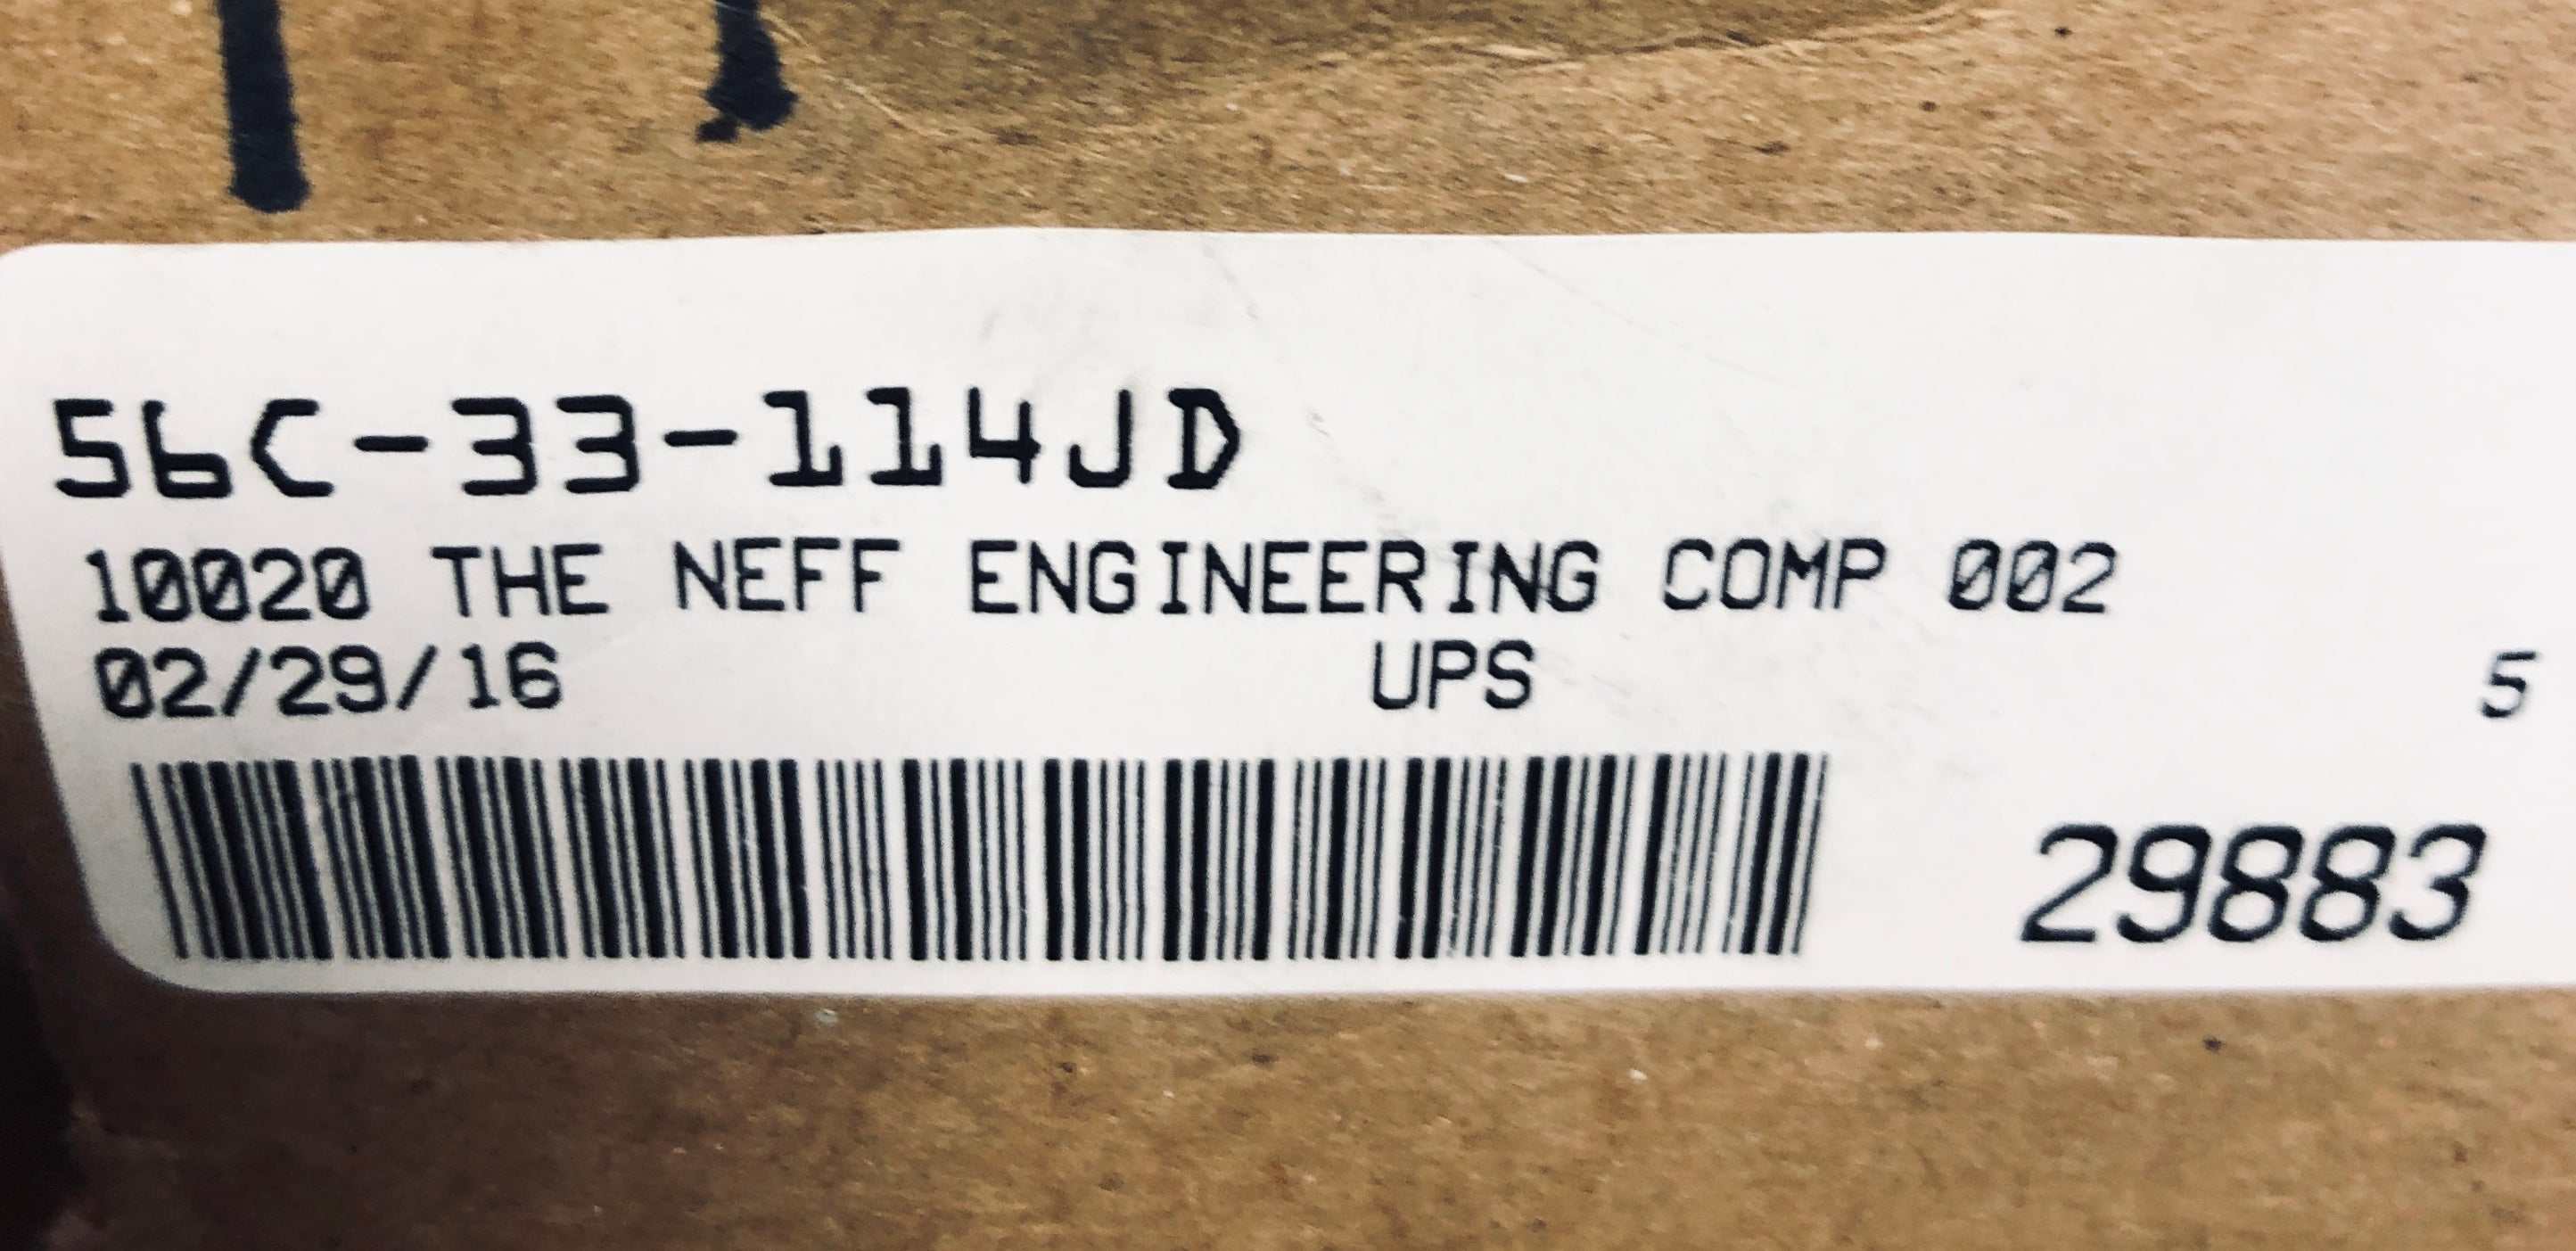 56C-33-114JD
10020 THE NEFF ENGINEERING COMP 002
02/29/16 UPS 5
29883